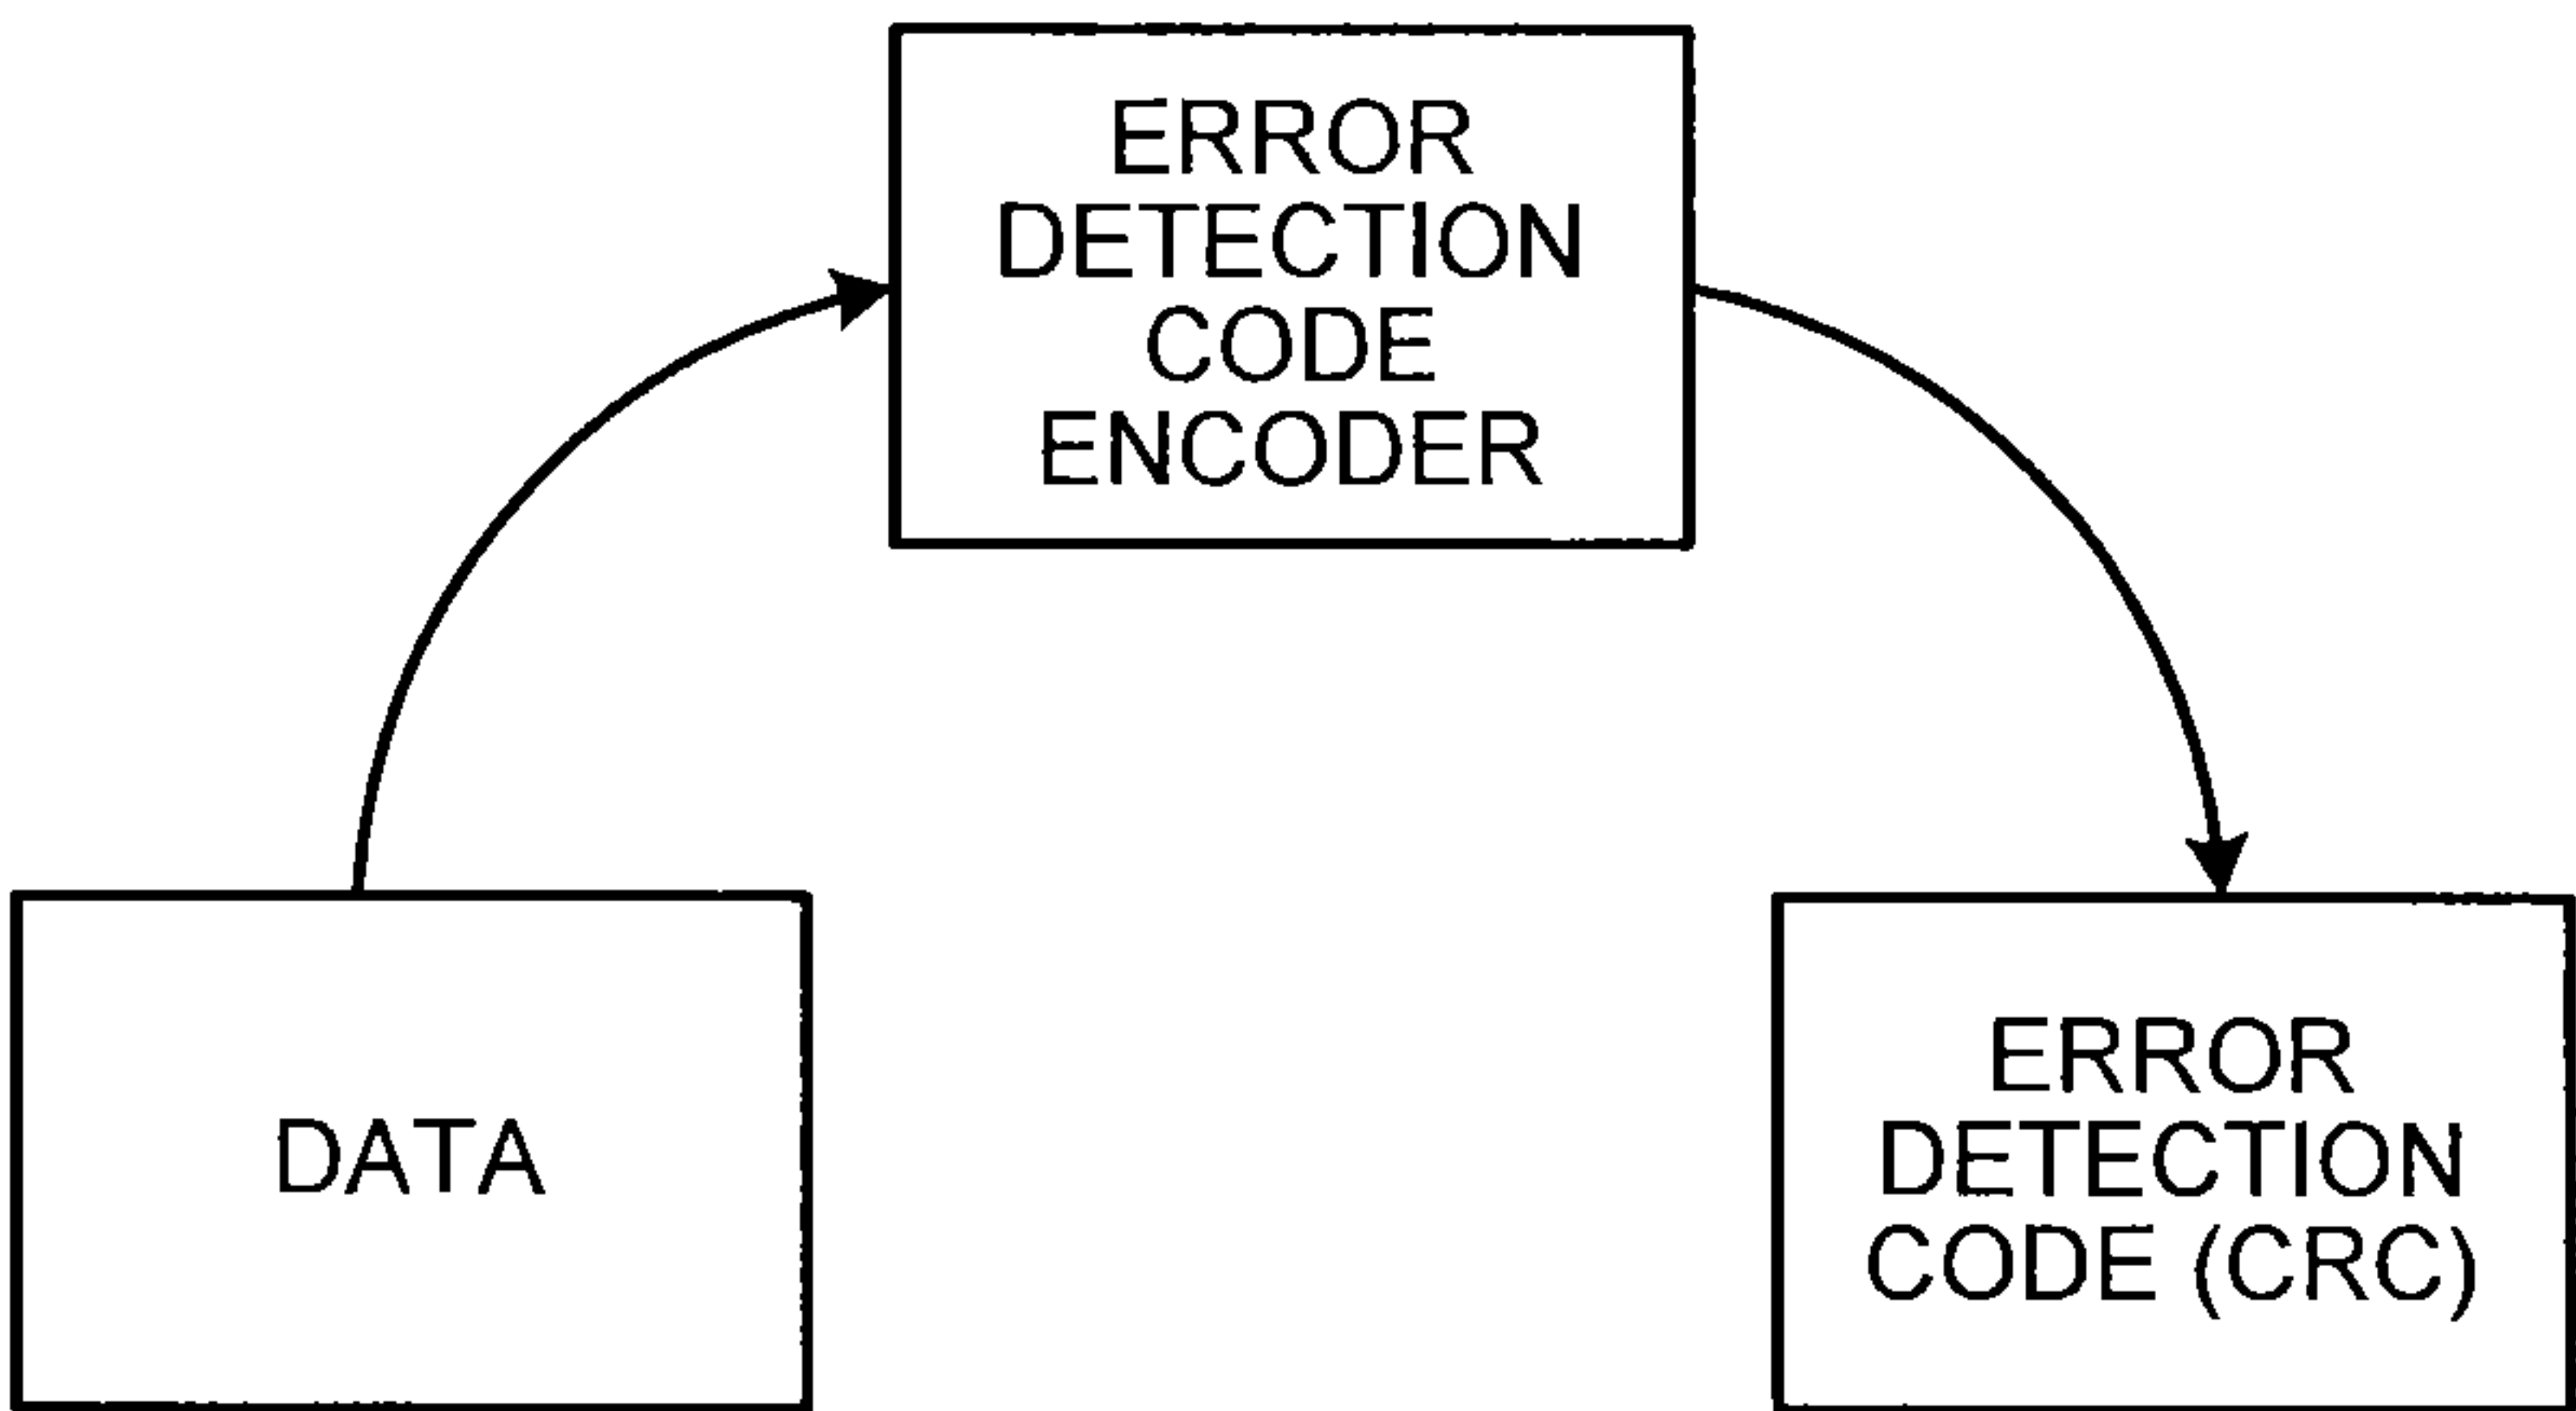 ERROR
DETECTION
CODE
ENCODER
DATA
ERROR
DETECTION
CODE (CRC)